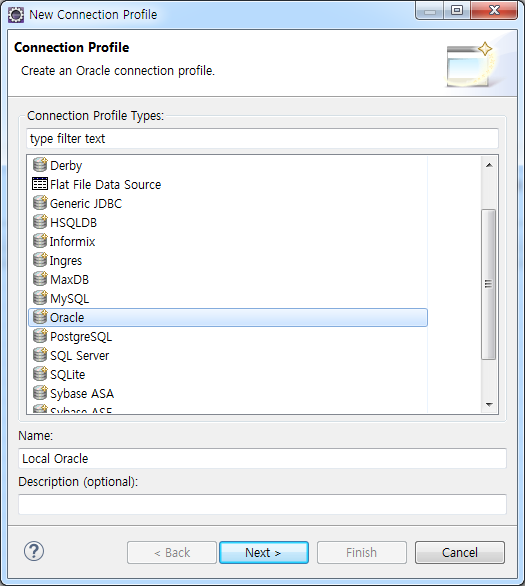 New Connection Profile
Connection Profile
Create an Oracle connection profile.
Connection Profile Types:
type filter text
Derby
Flat File Data Source
Generic JDBC
HSQLDB
Informix
Ingres
MaxDB
MySQL
Oracle
PostgreSQL
SQL Server
SQLite
Sybase ASA
Sybase ASE
Name:
Local Oracle
Description (optional):
?
< Back
Next >
Finish
Cancel